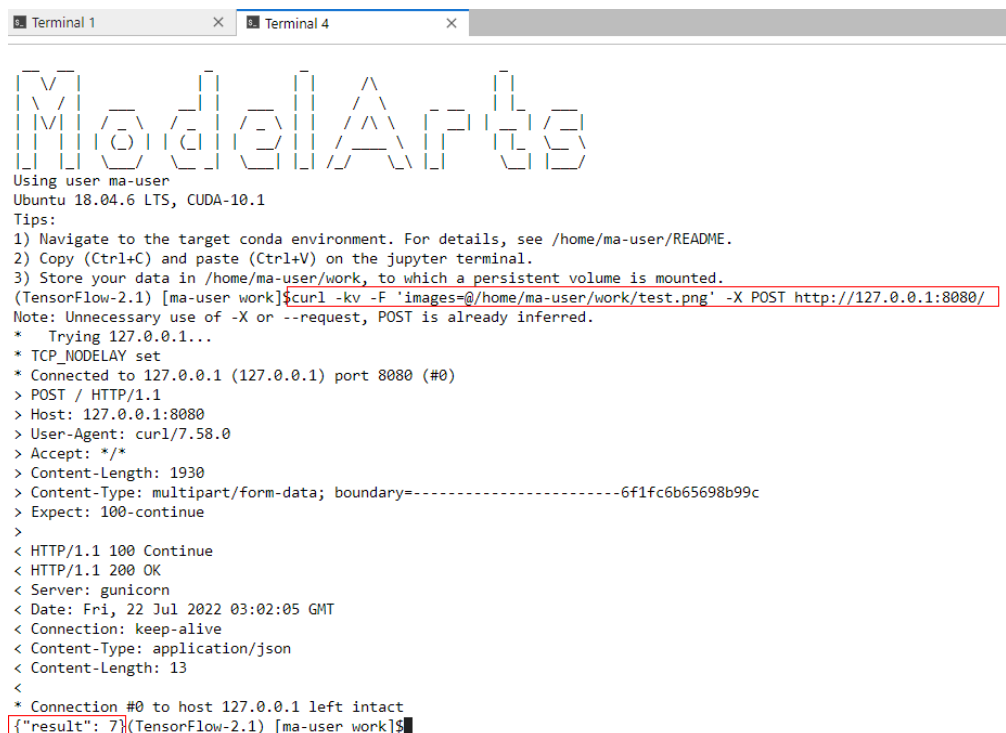 Terminal 1
Terminal 4
ModelArts
Using user ma-user
Ubuntu 18.04.6 LTS, CUDA-10.1
Tips:
1) Navigate to the target conda environment. For details, see /home/ma-user/README.
2) Copy (Ctrl+C) and paste (Ctrl+V) on the jupyter terminal.
3) Store your data in /home/ma-user/work, to which a persistent volume is mounted.
(TensorFlow-2.1) [ma-user work]$curl -kv -F 'images=@/home/ma-user/work/test.png' -X POST http://127.0.0.1:8080/
Note: Unnecessary use of -X or --request, POST is already inferred.
*   Trying 127.0.0.1...
* TCP_NODELAY set
* Connected to 127.0.0.1 (127.0.0.1) port 8080 (#0)
> POST / HTTP/1.1
> Host: 127.0.0.1:8080
> User-Agent: curl/7.58.0
> Accept: */*
> Content-Length: 1930
> Content-Type: multipart/form-data; boundary=------------------------6f1fc6b65698b99c
> Expect: 100-continue
>
< HTTP/1.1 100 Continue
< HTTP/1.1 200 OK
< Server: gunicorn
< Date: Fri, 22 Jul 2022 03:02:05 GMT
< Connection: keep-alive
< Content-Type: application/json
< Content-Length: 13
<
* Connection #0 to host 127.0.0.1 left intact
{"result": 7}(TensorFlow-2.1) [ma-user work]$